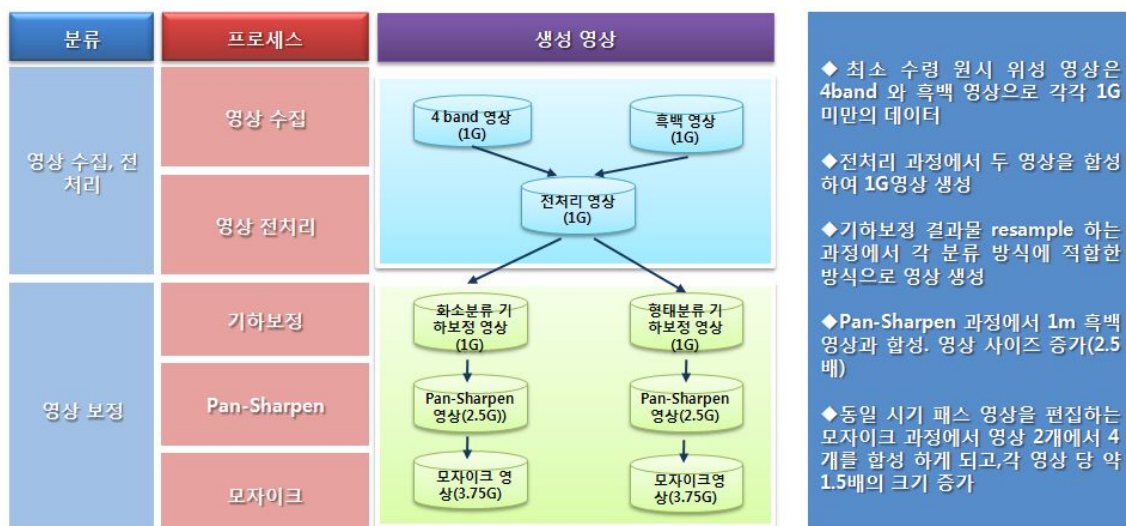 분류
프로세스
생성 영상
영상 수집, 전
처리
영상 수집
4 band 영상
(1G)
흑백 영상
(1G)
영상 전처리
전처리 영상
(1G)
영상 보정
기하보정
화소분류 기
하보정 영상
(1G)
형태분류 기
하보정 영상
(1G)
Pan-Sharpen
Pan-Sharpen
영상(2.5G))
Pan-Sharpen
영상(2.5G)
모자이크
모자이크 영
상(3.75G)
모자이크영
상(3.75G)
◆ 최소 수령 원시 위성 영상은
4band 와 흑백 영상으로 각각 1G
미만의 데이터
◆전처리 과정에서 두 영상을 합성
하여 1G영상 생성
◆기하보정 결과물 resample 하는
과정에서 각 분류 방식에 적합한
방식으로 영상 생성
◆Pan-Sharpen 과정에서 1m 흑백
영상과 합성. 영상 사이즈 증가(2.5
배)
◆동일 시기 패스 영상을 편집하는
모자이크 과정에서 영상 2개에서 4
개를 합성 하게 되고,각 영상 당 약
1.5배의 크기 증가